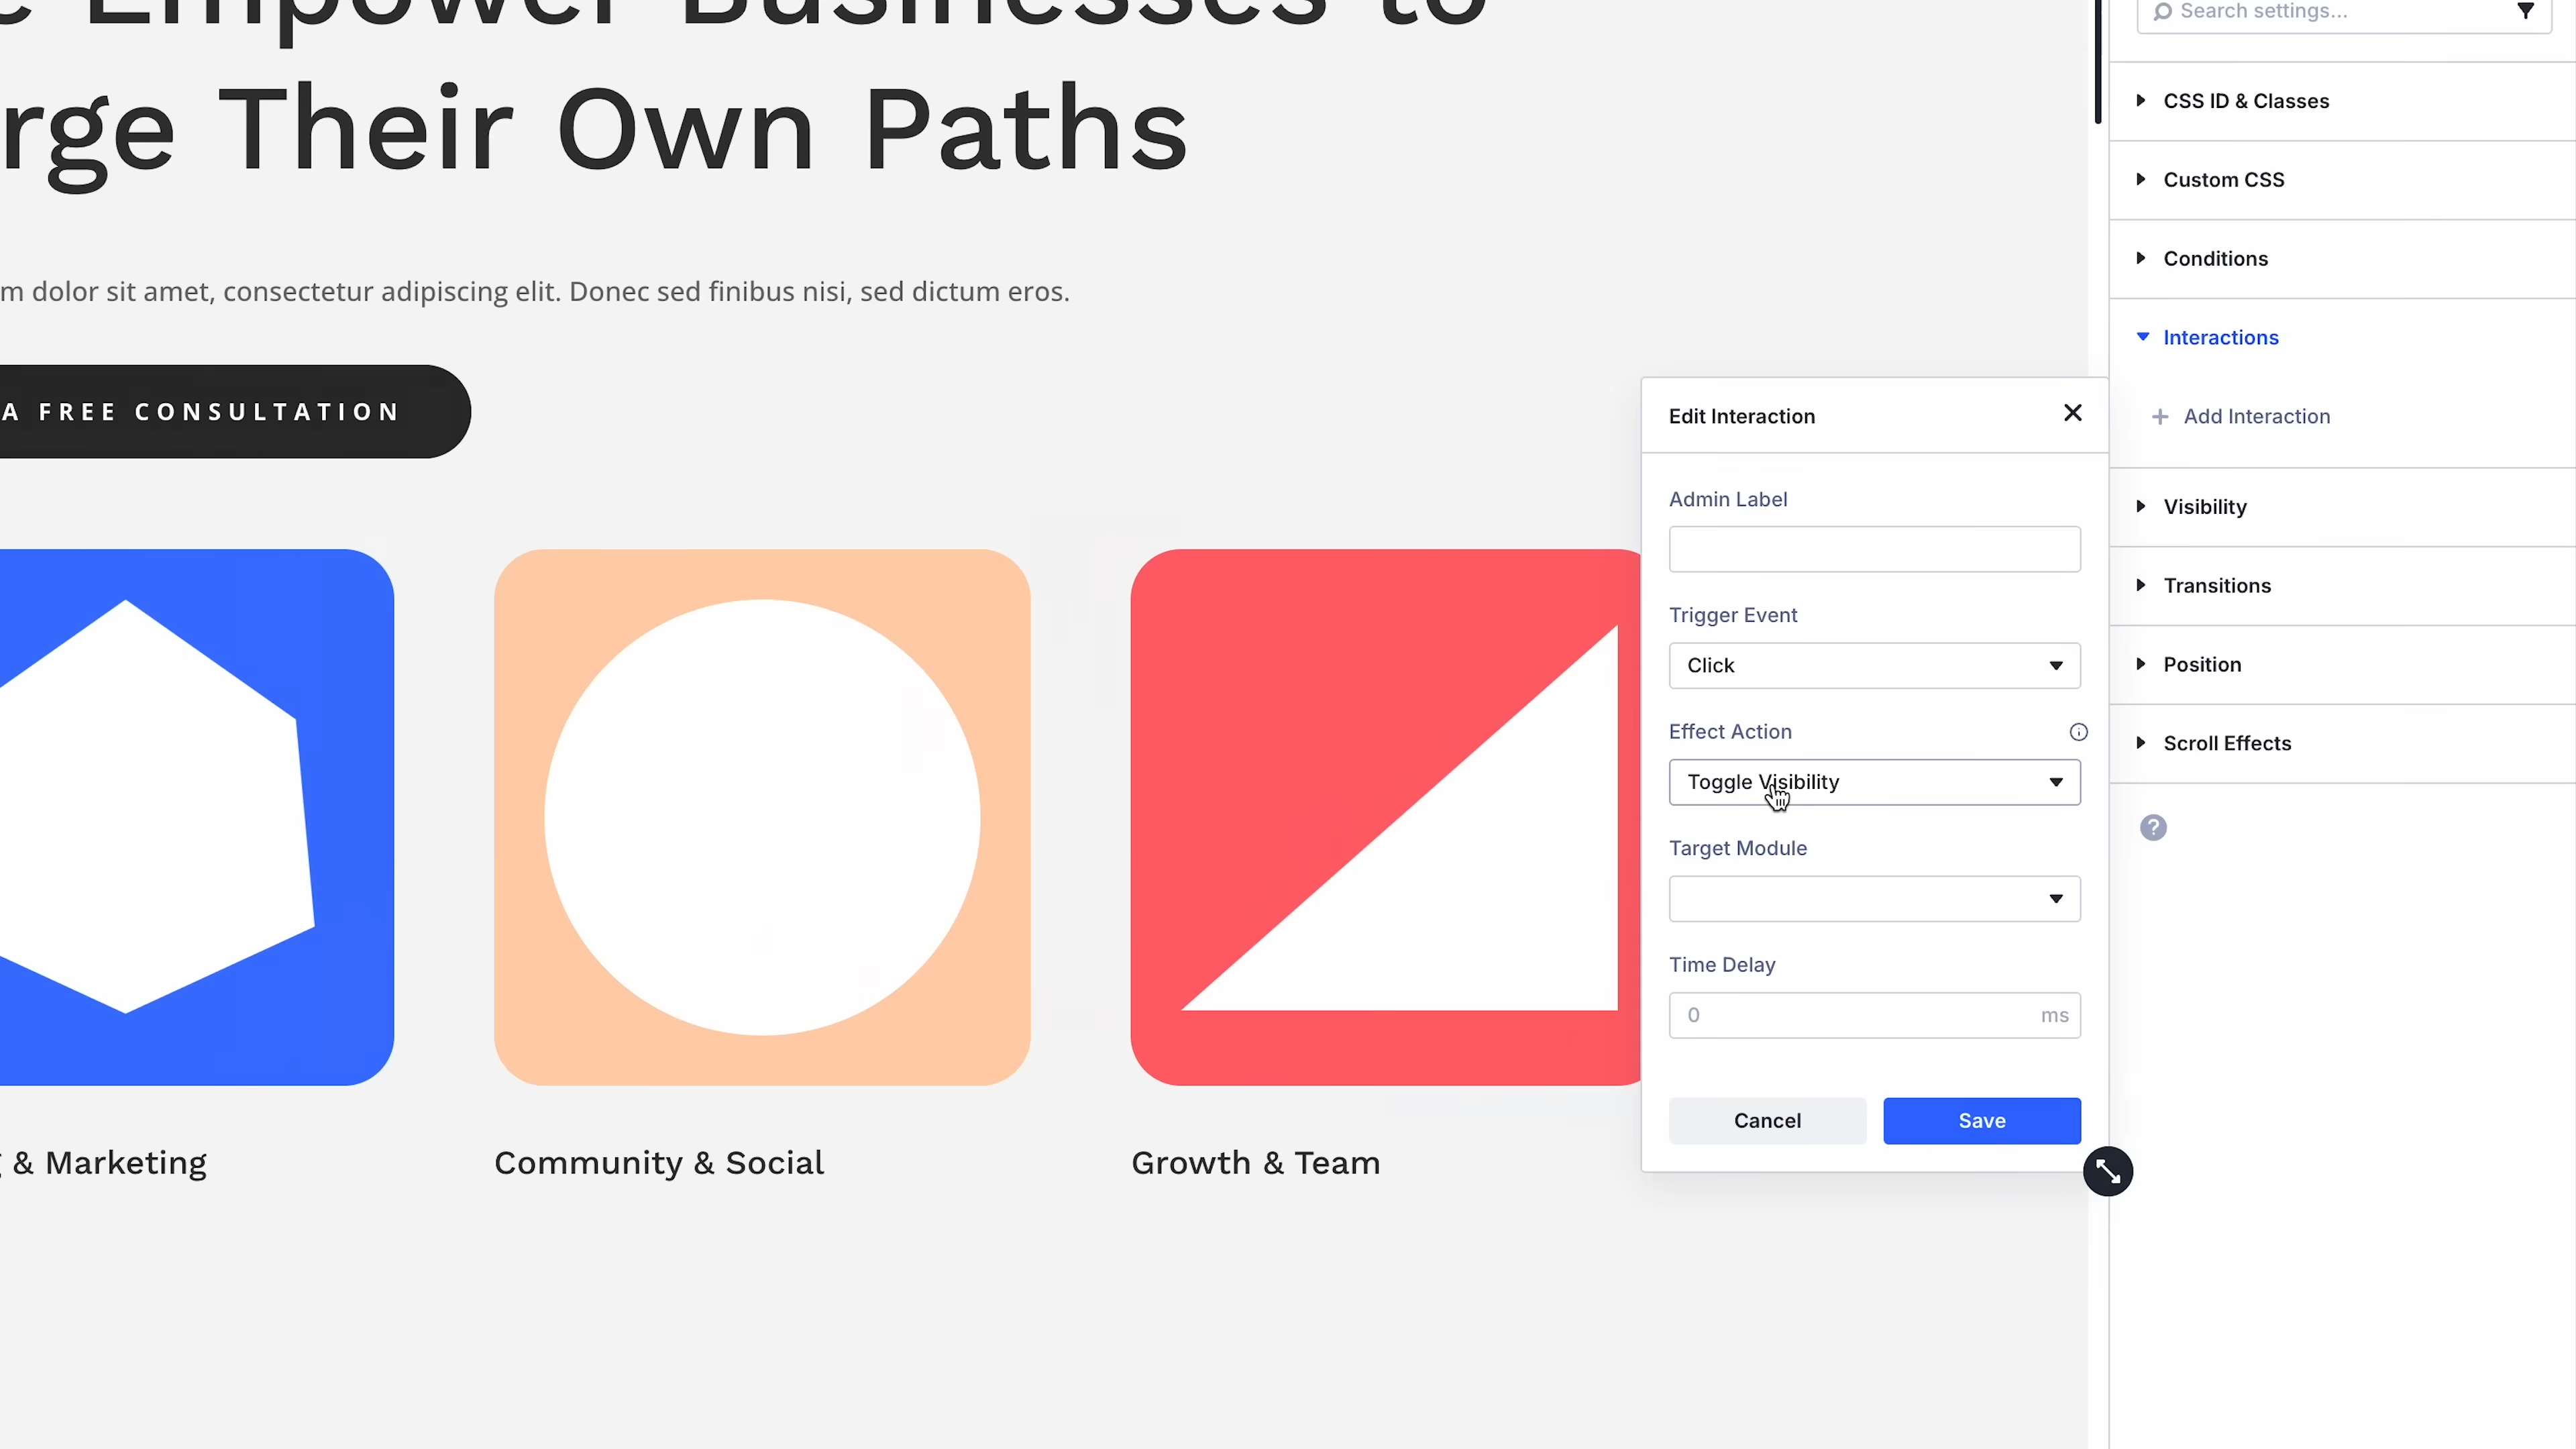 Empower Businesses to
rge Their Own Paths
m dolor sit amet, consectetur adipiscing elit. Donec sed finibus nisi, sed dictum eros.
A FREE CONSULTATION
& Marketing
Community & Social
Growth & Team
Edit Interaction
Admin Label
Trigger Event
Click
Effect Action
Toggle Visibility
Target Module
Time Delay
0 ms
Cancel
Save
Search settings...
CSS ID & Classes
Custom CSS
Conditions
Interactions
+ Add Interaction
Visibility
Transitions
Position
Scroll Effects
?